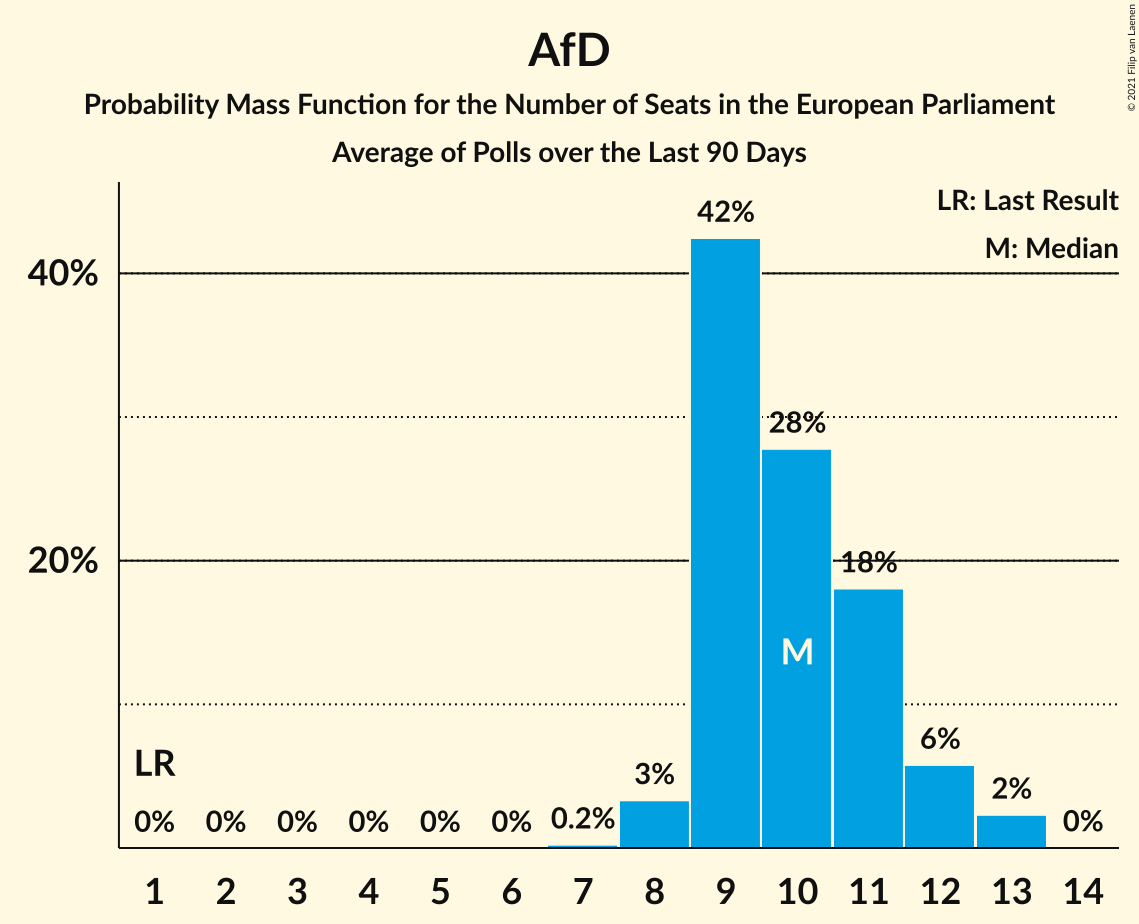 AfD
Probability Mass Function for the Number of Seats in the European Parliament
Average of Polls over the Last 90 Days
© 2021 Filip van Laenen
LR: Last Result
M: Median
42%
40%
28%
20%
18%
M
LR
6%
3%
2%
0% 0% 0% 0% 0% 0% 0.2% 0%
1 2 3 4 5 6 7 8 9 10 11 12 13 14